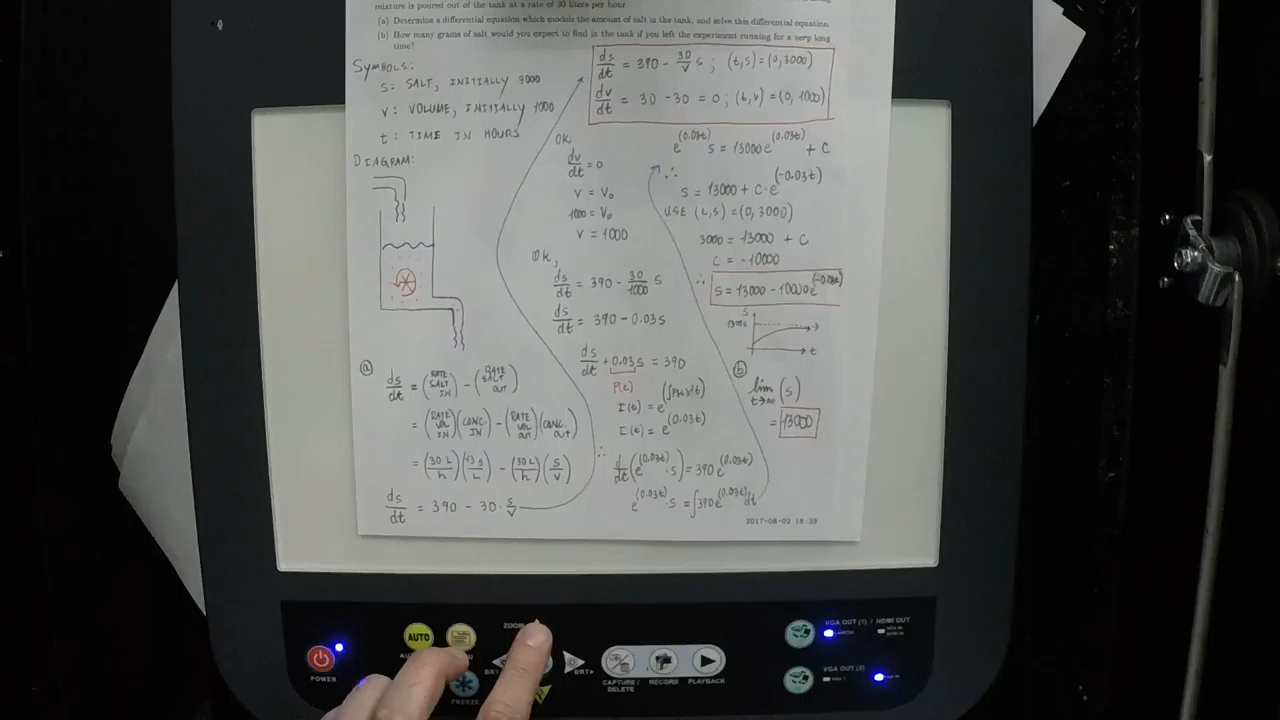 mixture is poured out of the tank at a rate of 30 liters per hour.
(a) Determine a differential equation which models the amount of salt in the tank, and solve this differential equation.
(b) How many grams of salt would you expect to find in the tank if you left the experiment running for a very long
time?
SYMBOLS:
S: SALT, INITIALLY 3000
V: VOLUME, INITIALLY 1000
t: TIME IN HOURS
DIAGRAM:
(a)
ds/dt = (RATE SALT IN) - (RATE SALT OUT)
= (RATE VOL IN)(CONC. IN) - (RATE VOL OUT)(CONC. OUT)
= (30 L/h)(13 g/L) - (30 L/h)(S/V)
ds/dt = 390 - 30 · S/V
ds/dt = 390 - 30/V S ; (t,S) = (0,3000)
dv/dt = 30 - 30 = 0 ; (t,V) = (0,1000)
OK
dv/dt = 0
V = V₀
1000 = V₀
V = 1000
OK,
ds/dt = 390 - 30/1000 S
ds/dt = 390 - 0.03S
ds/dt + 0.03S = 390
P(t)
I(t) = e^(∫P(t)dt)
I(t) = e^(0.03t)
∴ d/dt(e^(0.03t) · S) = 390e^(0.03t)
e^(0.03t) · S = ∫390e^(0.03t)dt
e^(0.03t) S = 13000e^(0.03t) + C
∴
S = 13000 + C · e^(-0.03t)
USE (t,S) = (0,3000)
3000 = 13000 + C
C = -10000
∴ S = 13000 - 10000e^(-0.03t)
S
13000
t
(b)
lim t→∞ (S)
= 13000
2017-08-09 16:39
POWER
AUTO
ZOOM
BRT+
FREEZE
CAPTURE /
DELETE
RECORD
PLAYBACK
VGA OUT (1) / HDMI OUT
VGA OUT (2)